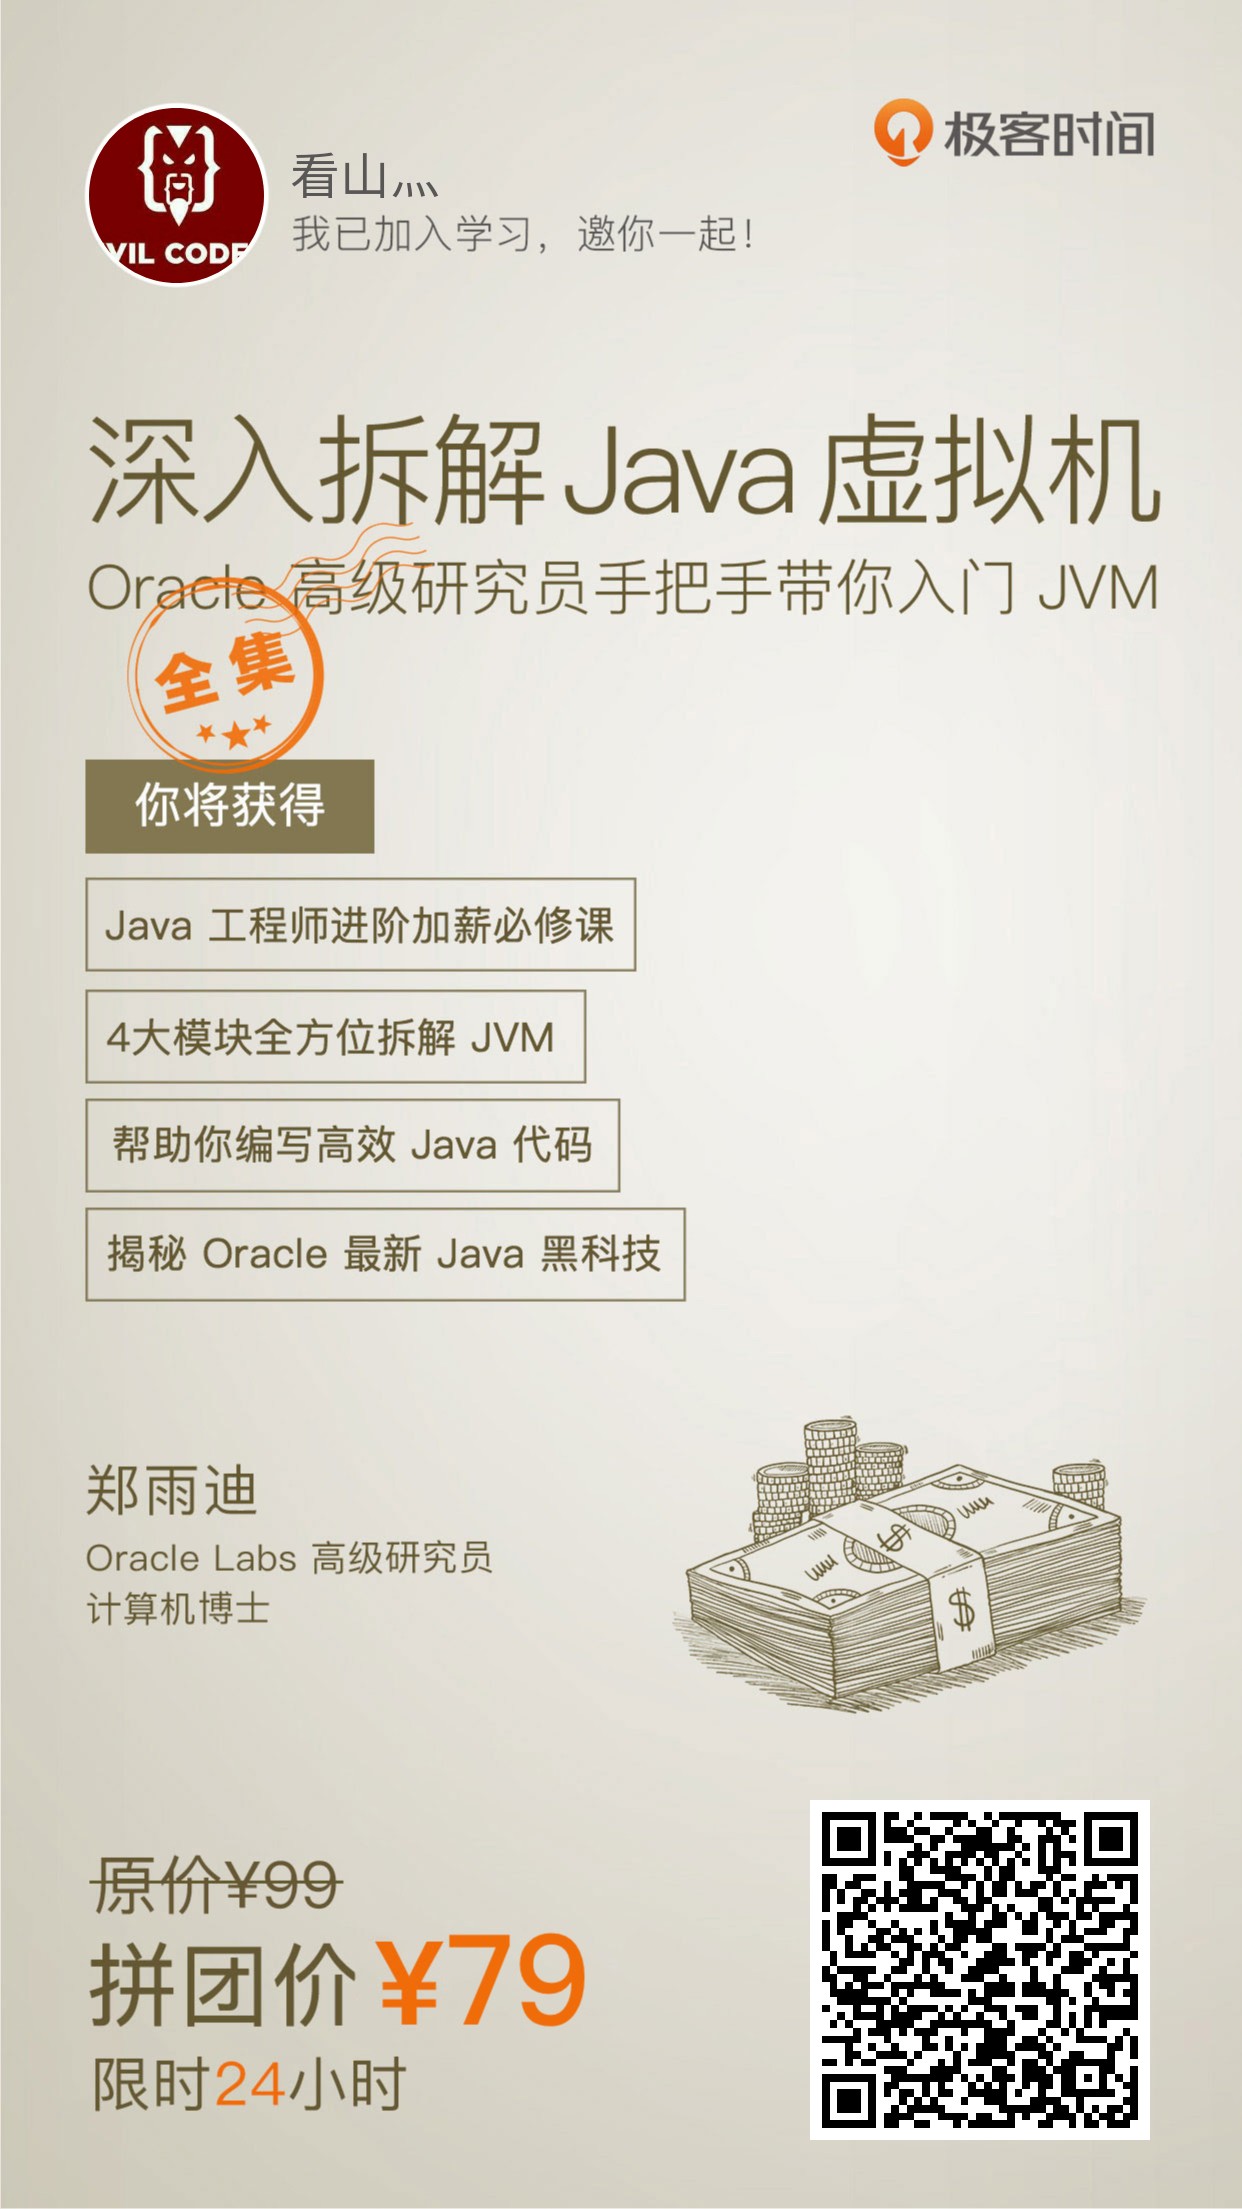 极客时间
看山灬
我已加入学习，邀你一起！
VIL CODE
深入拆解 Java 虚拟机
Oracle 高级研究员手把手带你入门 JVM
全集
你将获得
Java 工程师进阶加薪必修课
4大模块全方位拆解 JVM
帮助你编写高效 Java 代码
揭秘 Oracle 最新 Java 黑科技
郑雨迪
Oracle Labs 高级研究员
计算机博士
$
$
原价¥99
拼团价 ¥79
限时24小时